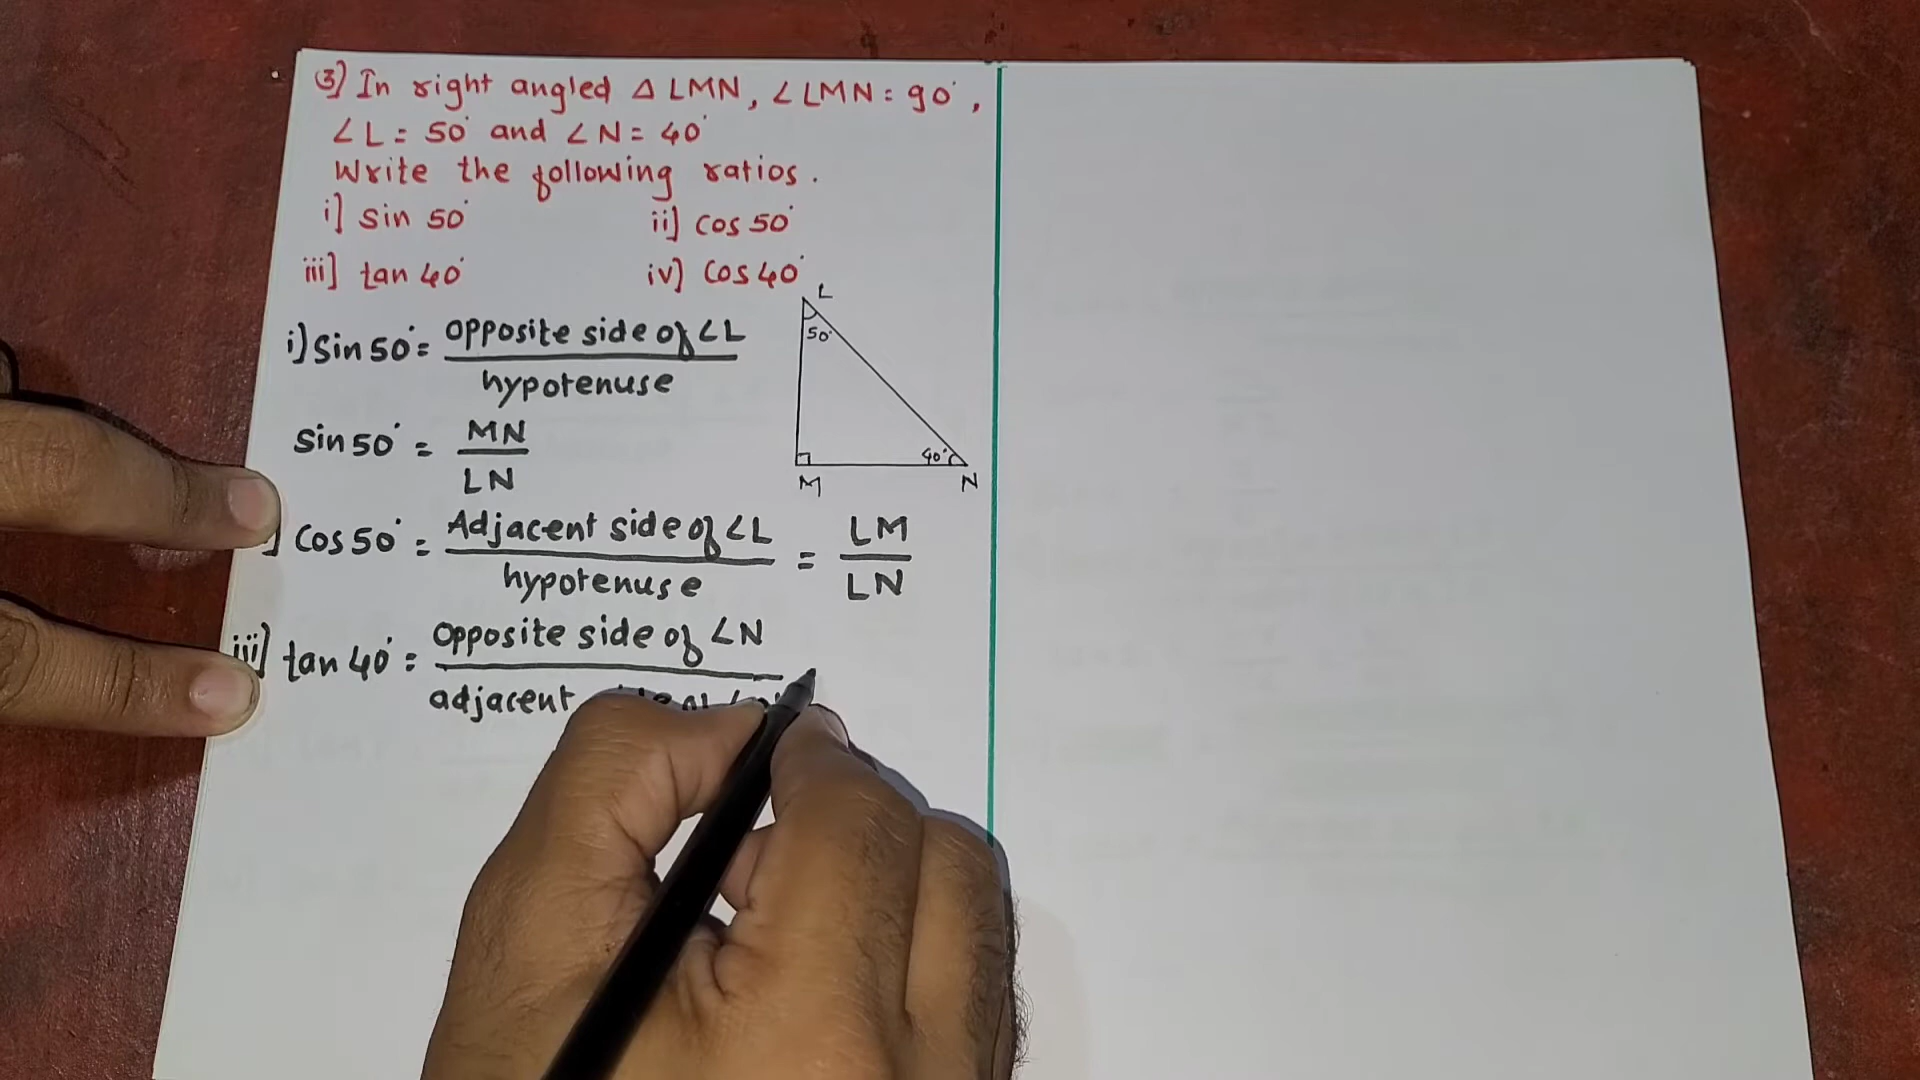 3) In right angled △ LMN, ∠LMN = 90°,
∠L = 50° and ∠N = 40°
Write the following ratios.
i] sin 50°
ii] cos 50°
iii] tan 40°
iv] cos 40°
L
50°
40°
M
N
i) Sin 50° = opposite side of ∠L
hypotenuse
sin 50° = MN
LN
] cos 50° = Adjacent side of ∠L = LM
hypotenuse LN
iii] tan 40° = opposite side of ∠N
adjacent